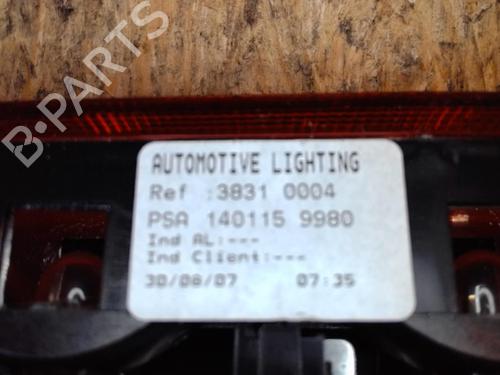 B-PARTS
AUTOMOTIVE LIGHTING
Ref :3831 0004
PSA 140115 9980
Ind AL:---
Ind Client:---
30/08/07 07:35